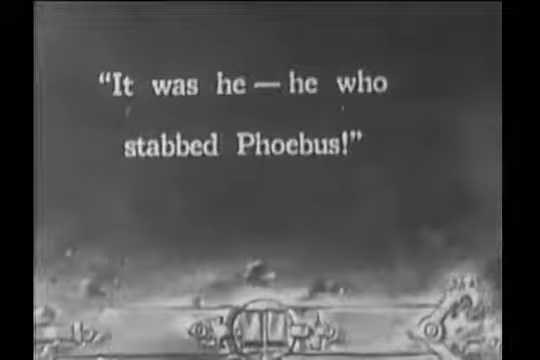 “It was he — he who
stabbed Phoebus!”